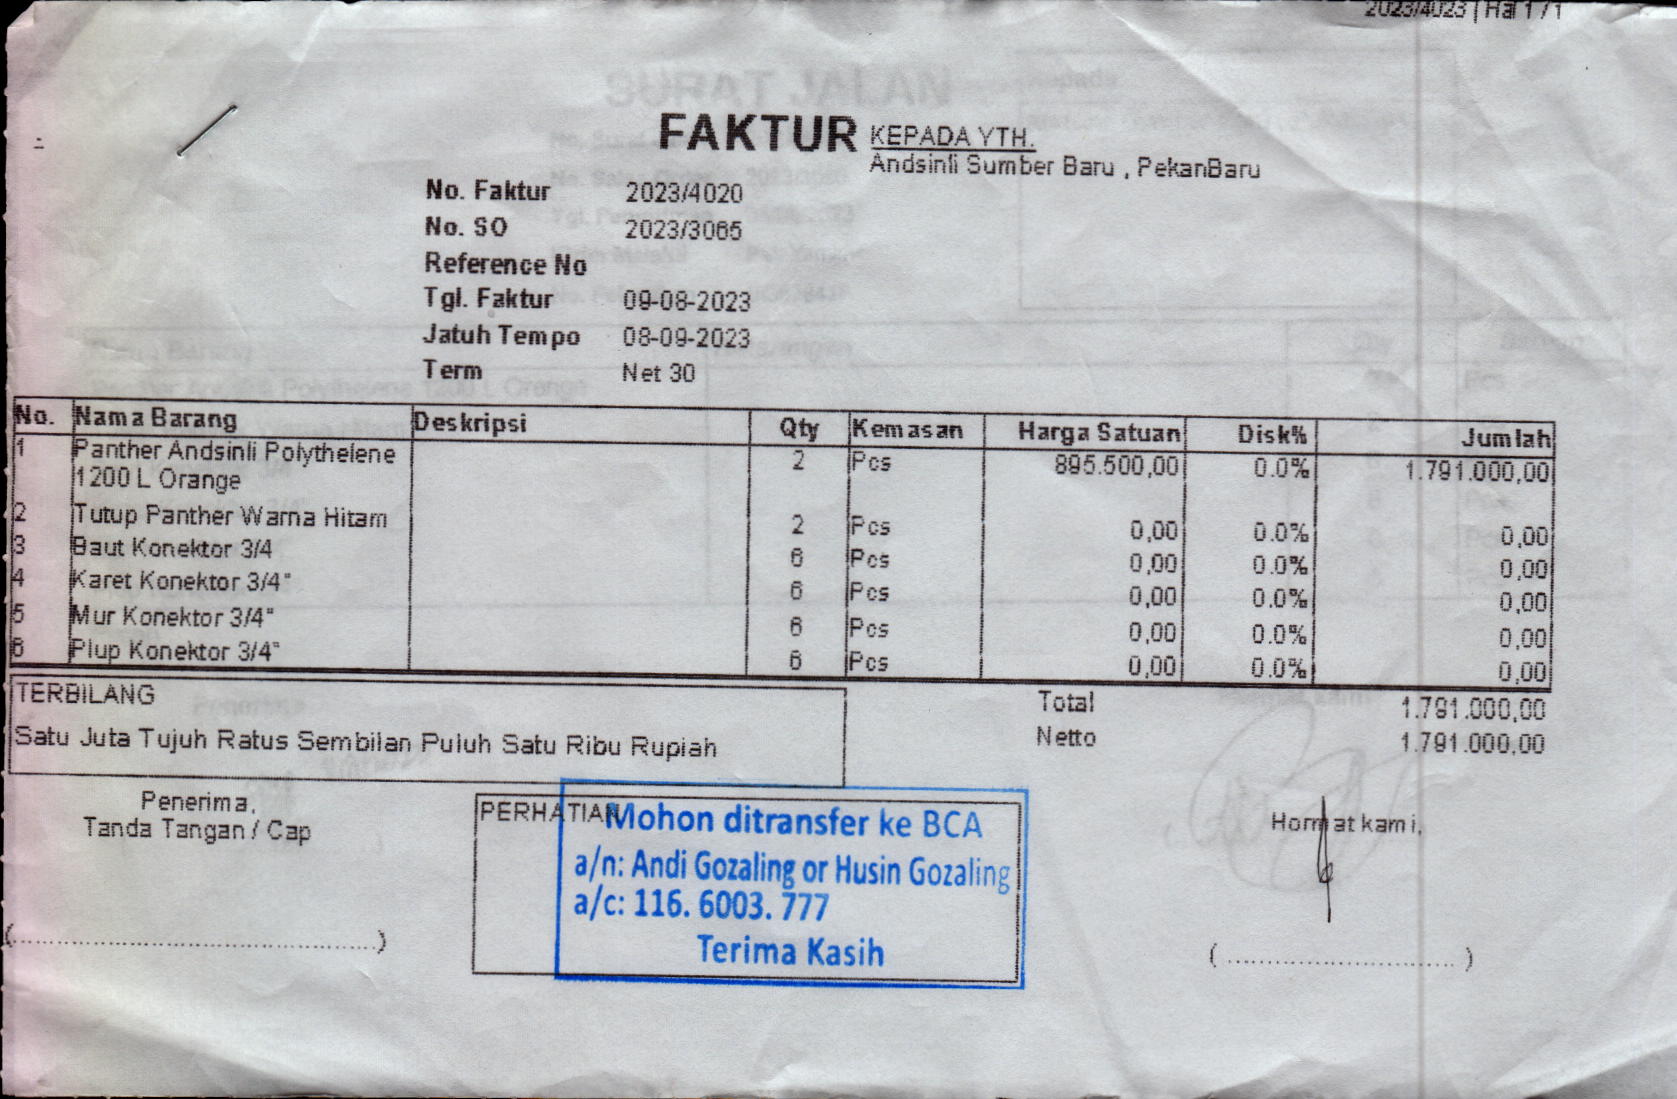 2023/4023 | Hal 1 / 1
FAKTUR
KEPADA YTH.
Andsinli Sumber Baru , PekanBaru
No. Faktur 2023/4020
No. SO 2023/3065
Reference No
Tgl. Faktur 09-08-2023
Jatuh Tempo 08-09-2023
Term Net 30
No. Nama Barang Deskripsi Qty Kemasan Harga Satuan Disk% Jumlah
1 Panther Andsinli Polythelene 2 Pcs 895.500,00 0.0% 1.791.000,00
1200 L Orange
2 Tutup Panther Warna Hitam 2 Pcs 0,00 0.0% 0,00
3 Baut Konektor 3/4 6 Pcs 0,00 0.0% 0,00
4 Karet Konektor 3/4" 6 Pcs 0,00 0.0% 0,00
5 Mur Konektor 3/4" 6 Pcs 0,00 0.0% 0,00
6 Plup Konektor 3/4" 6 Pcs 0,00 0.0% 0,00
TERBILANG
Satu Juta Tujuh Ratus Sembilan Puluh Satu Ribu Rupiah
Total 1.791.000,00
Netto 1.791.000,00
Penerima,
Tanda Tangan / Cap
PERHATIAN
Mohon ditransfer ke BCA
a/n: Andi Gozaling or Husin Gozaling
a/c: 116. 6003. 777
Terima Kasih
Hormat kami,
(..........................................)
( ............................... )